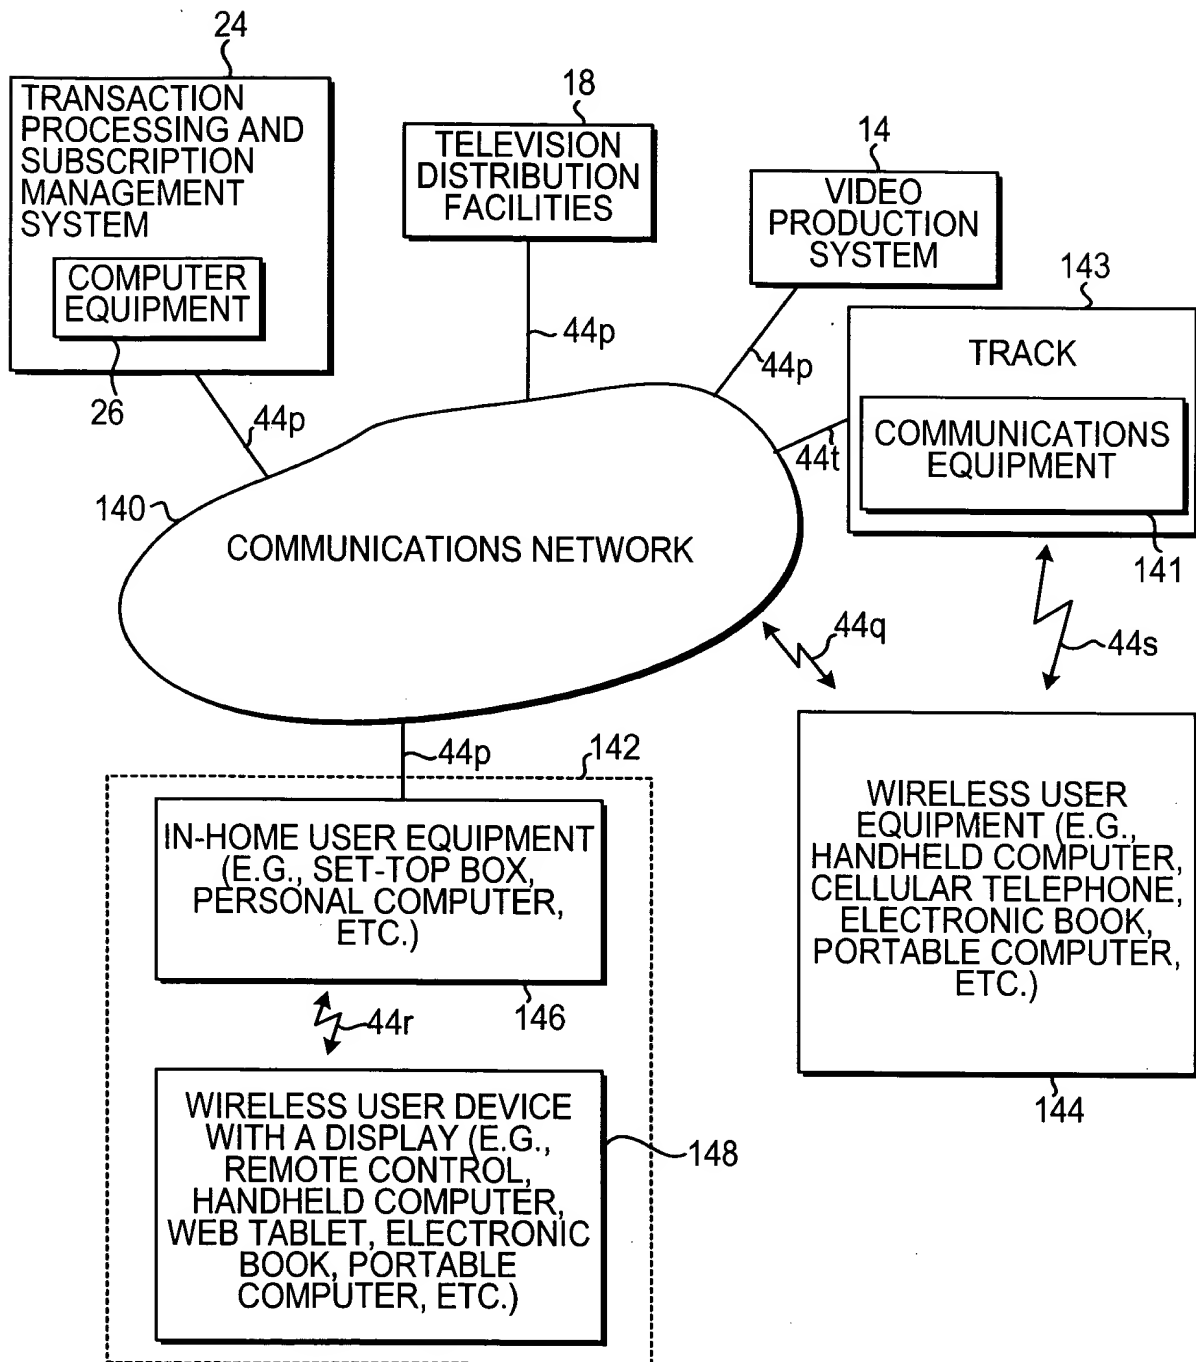 24
TRANSACTION
PROCESSING AND
SUBSCRIPTION
MANAGEMENT
SYSTEM
COMPUTER
EQUIPMENT
26
18
TELEVISION
DISTRIBUTION
FACILITIES
14
VIDEO
PRODUCTION
SYSTEM
143
TRACK
COMMUNICATIONS
EQUIPMENT
141
44p
44p
44p
44t
140
COMMUNICATIONS NETWORK
44q
44s
44p
142
IN-HOME USER EQUIPMENT
(E.G., SET-TOP BOX,
PERSONAL COMPUTER,
ETC.)
146
44r
WIRELESS USER DEVICE
WITH A DISPLAY (E.G.,
REMOTE CONTROL,
HANDHELD COMPUTER,
WEB TABLET, ELECTRONIC
BOOK, PORTABLE
COMPUTER, ETC.)
148
WIRELESS USER
EQUIPMENT (E.G.,
HANDHELD COMPUTER,
CELLULAR TELEPHONE,
ELECTRONIC BOOK,
PORTABLE COMPUTER,
ETC.)
144